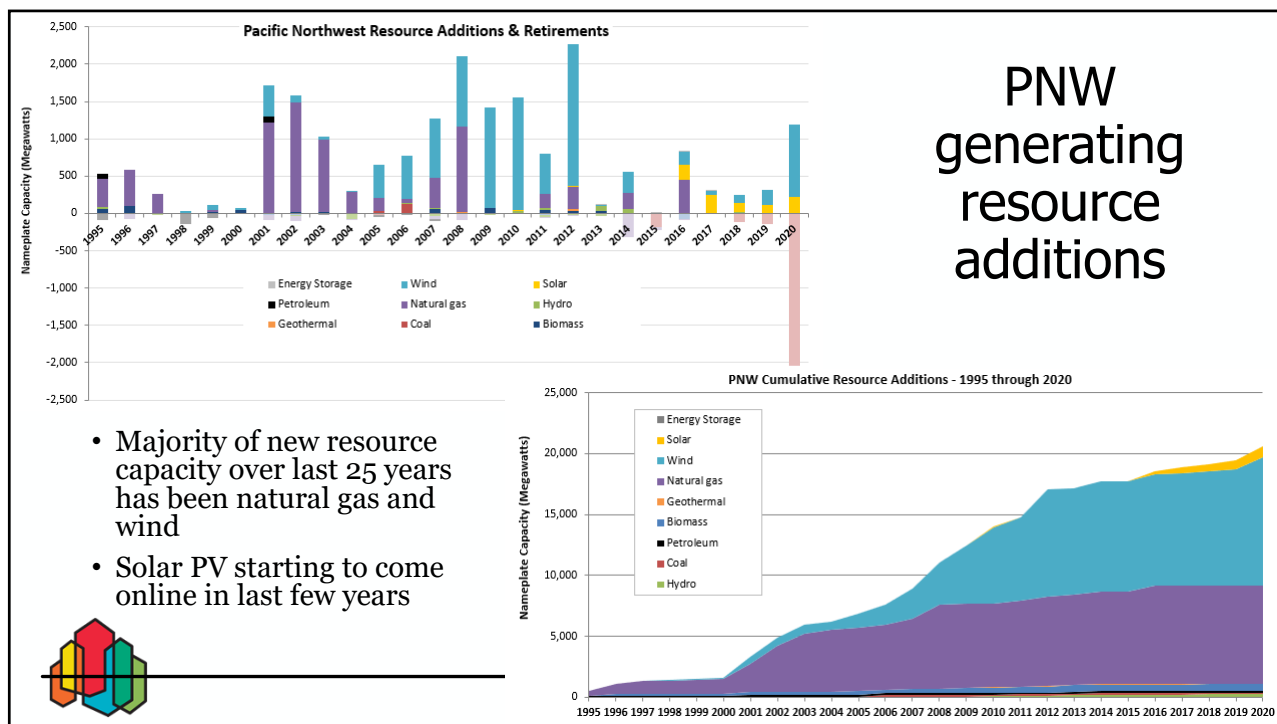 Pacific Northwest Resource Additions & Retirements
Nameplate Capacity (Megawatts)
2,500
2,000
1,500
1,000
500
0
-500
-1,000
-1,500
-2,000
-2,500
1995 1996 1997 1998 1999 2000 2001 2002 2003 2004 2005 2006 2007 2008 2009 2010 2011 2012 2013 2014 2015 2016 2017 2018 2019 2020
Energy Storage Wind Solar
Petroleum Natural gas Hydro
Geothermal Coal Biomass
PNW
generating
resource
additions
• Majority of new resource
capacity over last 25 years
has been natural gas and
wind
• Solar PV starting to come
online in last few years
PNW Cumulative Resource Additions - 1995 through 2020
Nameplate Capacity (Megawatts)
25,000
20,000
15,000
10,000
5,000
0
Energy Storage
Solar
Wind
Natural gas
Geothermal
Biomass
Petroleum
Coal
Hydro
1995 1996 1997 1998 1999 2000 2001 2002 2003 2004 2005 2006 2007 2008 2009 2010 2011 2012 2013 2014 2015 2016 2017 2018 2019 2020